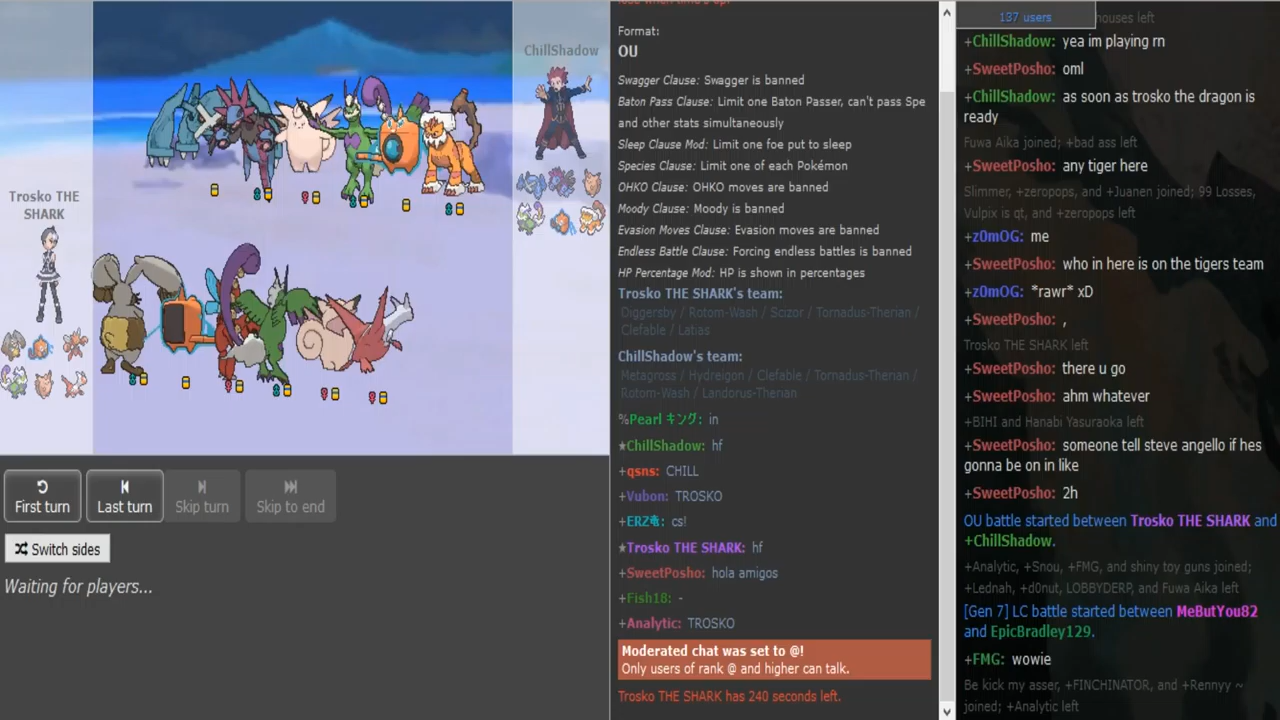 ChillShadow
Trosko THE
SHARK
First turn
Last turn
Skip turn
Skip to end
Switch sides
Waiting for players...
Format:
OU
Swagger Clause: Swagger is banned
Baton Pass Clause: Limit one Baton Passer, can't pass Spe
and other stats simultaneously
Sleep Clause Mod: Limit one foe put to sleep
Species Clause: Limit one of each Pokémon
OHKO Clause: OHKO moves are banned
Moody Clause: Moody is banned
Evasion Moves Clause: Evasion moves are banned
Endless Battle Clause: Forcing endless battles is banned
HP Percentage Mod: HP is shown in percentages
Trosko THE SHARK's team:
Diggersby / Rotom-Wash / Scizor / Tornadus-Therian /
Clefable / Latias
ChillShadow's team:
Metagross / Hydreigon / Clefable / Tornadus-Therian /
Rotom-Wash / Landorus-Therian
%Pearl キング: in
★ChillShadow: hf
+qsns: CHILL
+Vubon: TROSKO
+ERZ竜: cs!
★Trosko THE SHARK: hf
+SweetPosho: hola amigos
+Fish18: -
+Analytic: TROSKO
Moderated chat was set to @!
Only users of rank @ and higher can talk.
Trosko THE SHARK has 240 seconds left.
137 users
houses left
+ChillShadow: yea im playing rn
+SweetPosho: oml
+ChillShadow: as soon as trosko the dragon is
ready
Fuwa Aika joined; +bad ass left
+SweetPosho: any tiger here
Slimmer, +zeropops, and +Juanen joined; 99 Losses,
Vulpix is qt, and +zeropops left
+z0mOG: me
+SweetPosho: who in here is on the tigers team
+z0mOG: *rawr* xD
+SweetPosho: ,
Trosko THE SHARK left
+SweetPosho: there u go
+SweetPosho: ahm whatever
+BIHI and Hanabi Yasuraoka left
+SweetPosho: someone tell steve angello if hes
gonna be on in like
+SweetPosho: 2h
OU battle started between Trosko THE SHARK and
+ChillShadow.
+Analytic, +Snou, +FMG, and shiny toy guns joined;
+Lednah, +d0nut, LOBBYDERP, and Fuwa Aika left
[Gen 7] LC battle started between MeButYou82
and EpicBradley129.
+FMG: wowie
Be kick my asser, +FINCHINATOR, and +Rennyy ~
joined; +Analytic left